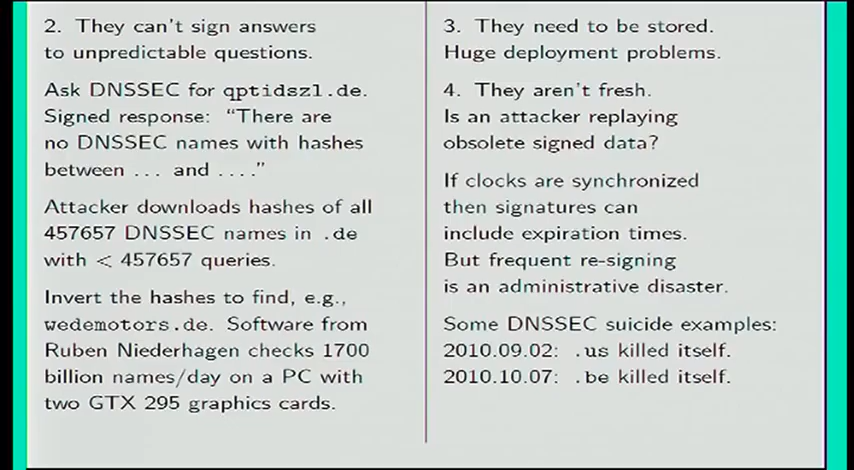 2. They can't sign answers
to unpredictable questions.
Ask DNSSEC for qptidszl.de.
Signed response: “There are
no DNSSEC names with hashes
between ... and ....”
Attacker downloads hashes of all
457657 DNSSEC names in .de
with < 457657 queries.
Invert the hashes to find, e.g.,
wedemotors.de. Software from
Ruben Niederhagen checks 1700
billion names/day on a PC with
two GTX 295 graphics cards.
3. They need to be stored.
Huge deployment problems.
4. They aren't fresh.
Is an attacker replaying
obsolete signed data?
If clocks are synchronized
then signatures can
include expiration times.
But frequent re-signing
is an administrative disaster.
Some DNSSEC suicide examples:
2010.09.02: .us killed itself.
2010.10.07: .be killed itself.